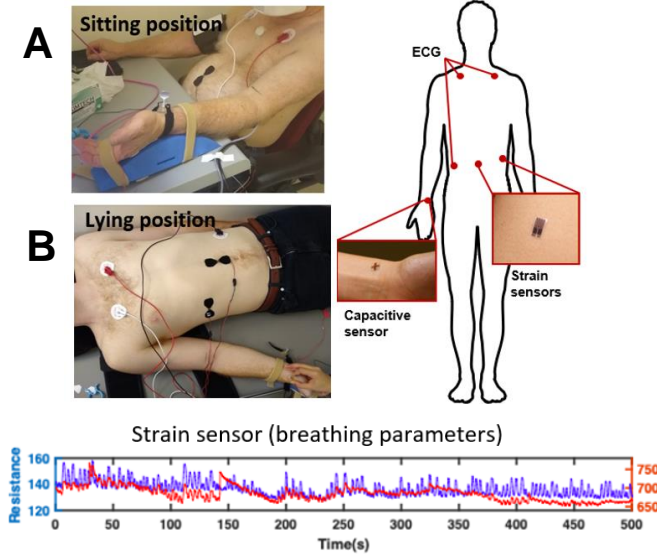 A
Sitting position
B
Lying position
ECG
Strain
sensors
Capacitive
sensor
Strain sensor (breathing parameters)
Resistance
160
140
120
750
700
650
0 50 100 150 200 250 300 350 400 450 500
Time(s)